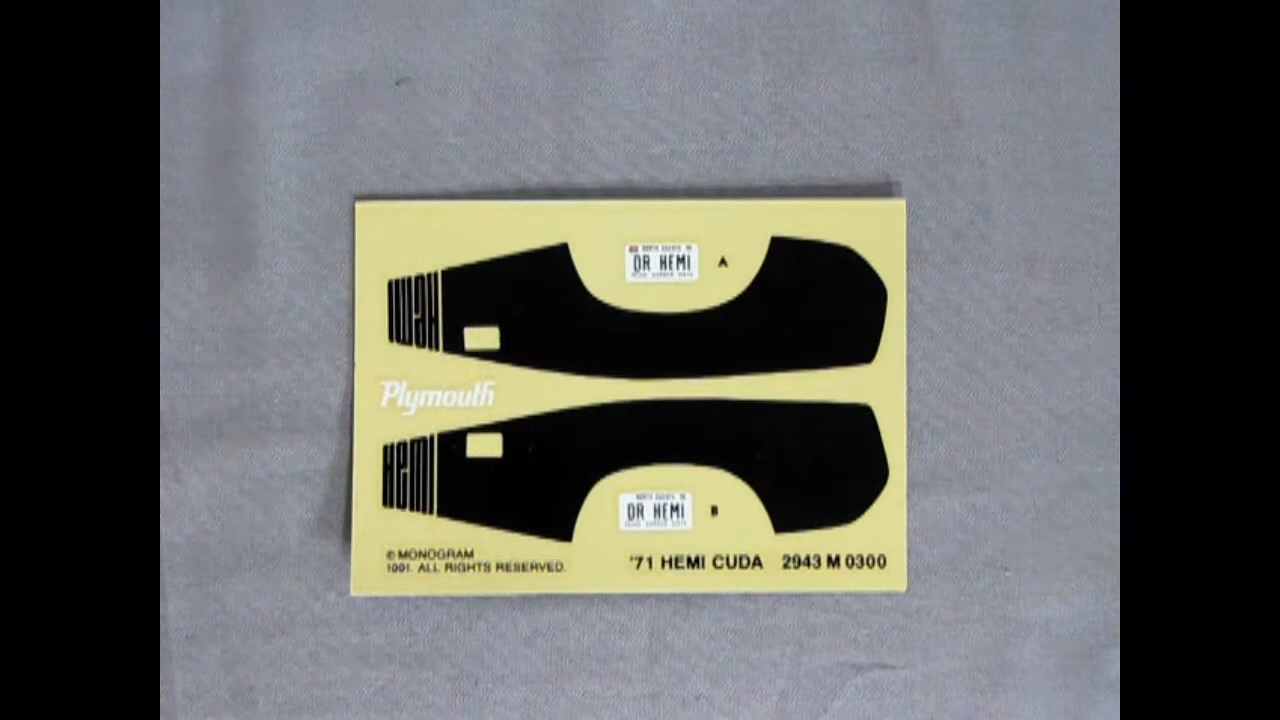 DR HEMI
A
HEMI
Plymouth
HEMI
DR HEMI
B
© MONOGRAM
1991. ALL RIGHTS RESERVED.
'71 HEMI CUDA 2943 M 0300